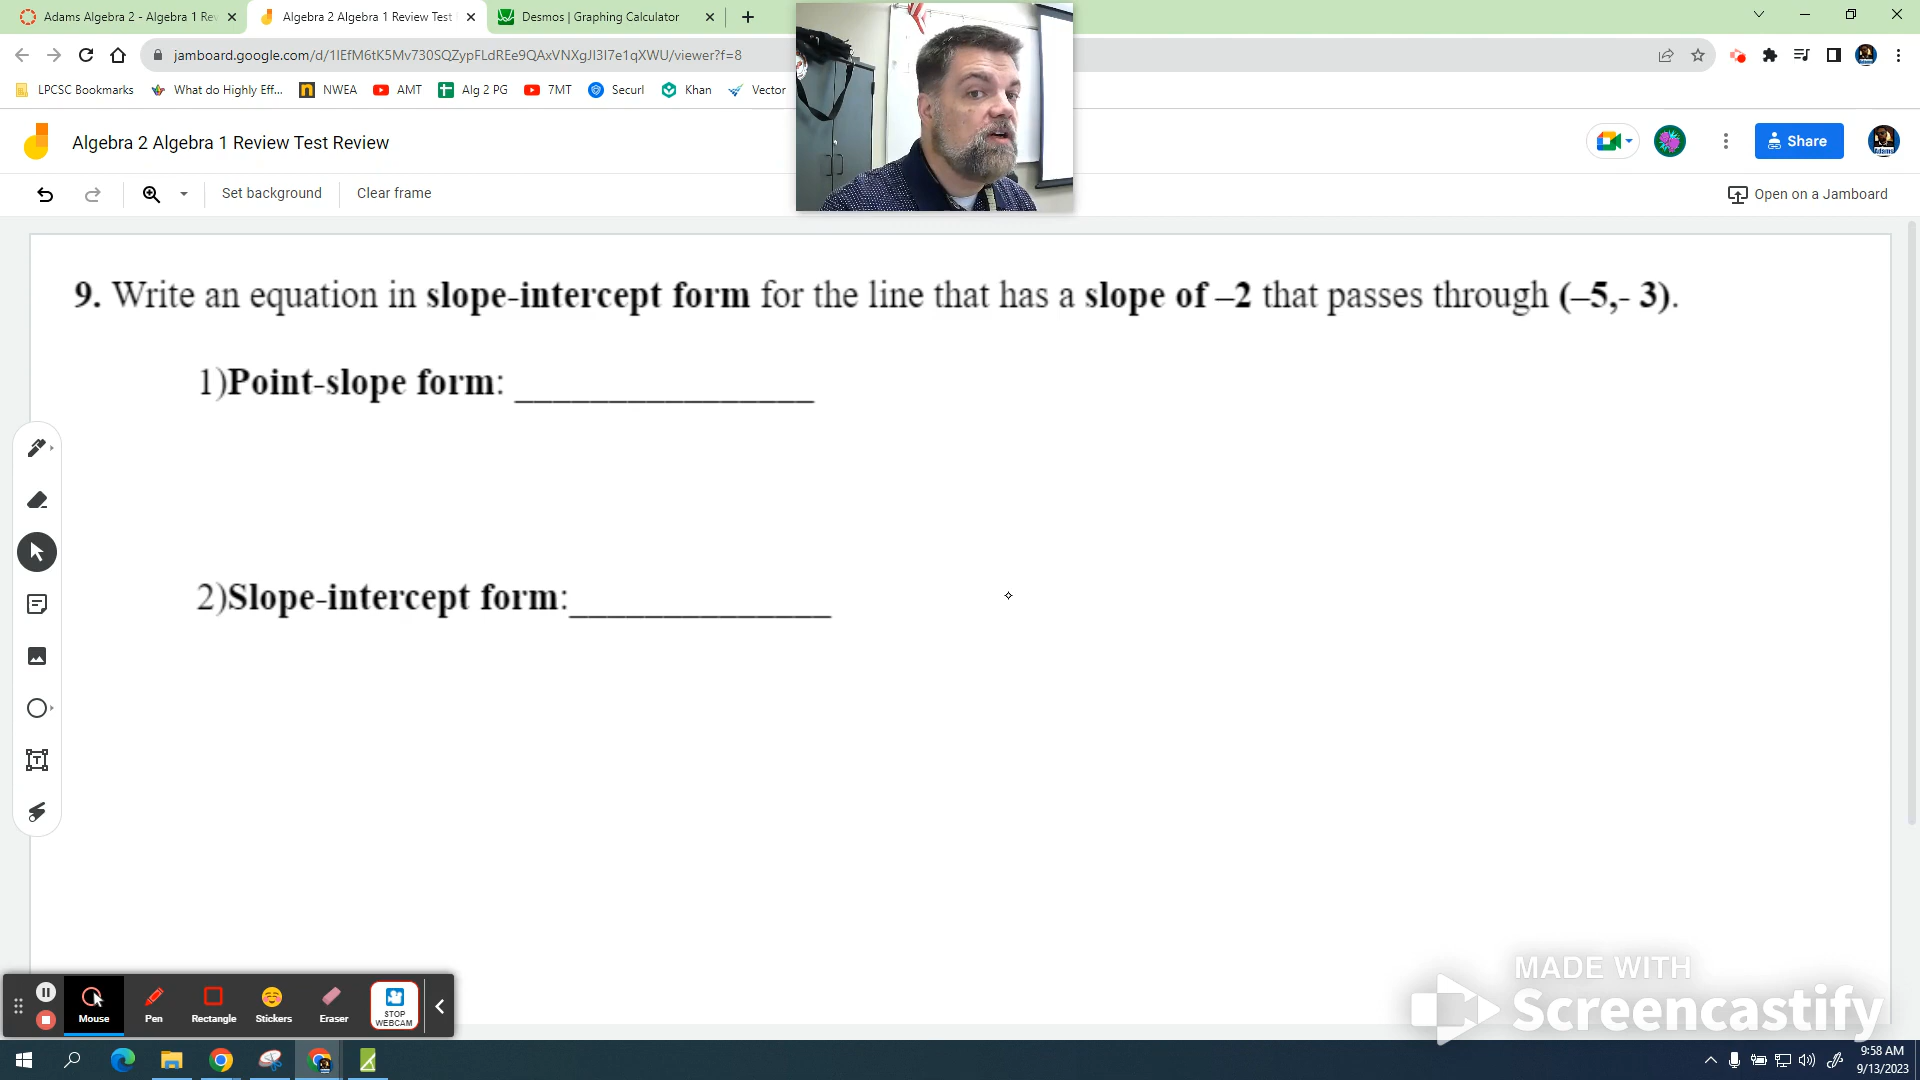 Adams Algebra 2 - Algebra 1 Rev
Algebra 2 Algebra 1 Review Test
Desmos | Graphing Calculator
jamboard.google.com/d/1IEfM6tK5Mv730SQZypFLdREe9QAxVNXgJI3I7e1qXWU/viewer?f=8
LPCSC Bookmarks
What do Highly Eff...
NWEA
AMT
Alg 2 PG
7MT
Securl
Khan
Vector
Algebra 2 Algebra 1 Review Test Review
Share
Set background
Clear frame
Open on a Jamboard
9. Write an equation in slope-intercept form for the line that has a slope of –2 that passes through (–5,- 3).
1)Point-slope form: ________________
2)Slope-intercept form:______________
Mouse
Pen
Rectangle
Stickers
Eraser
STOP
WEBCAM
MADE WITH
Screencastify
9:58 AM
9/13/2023